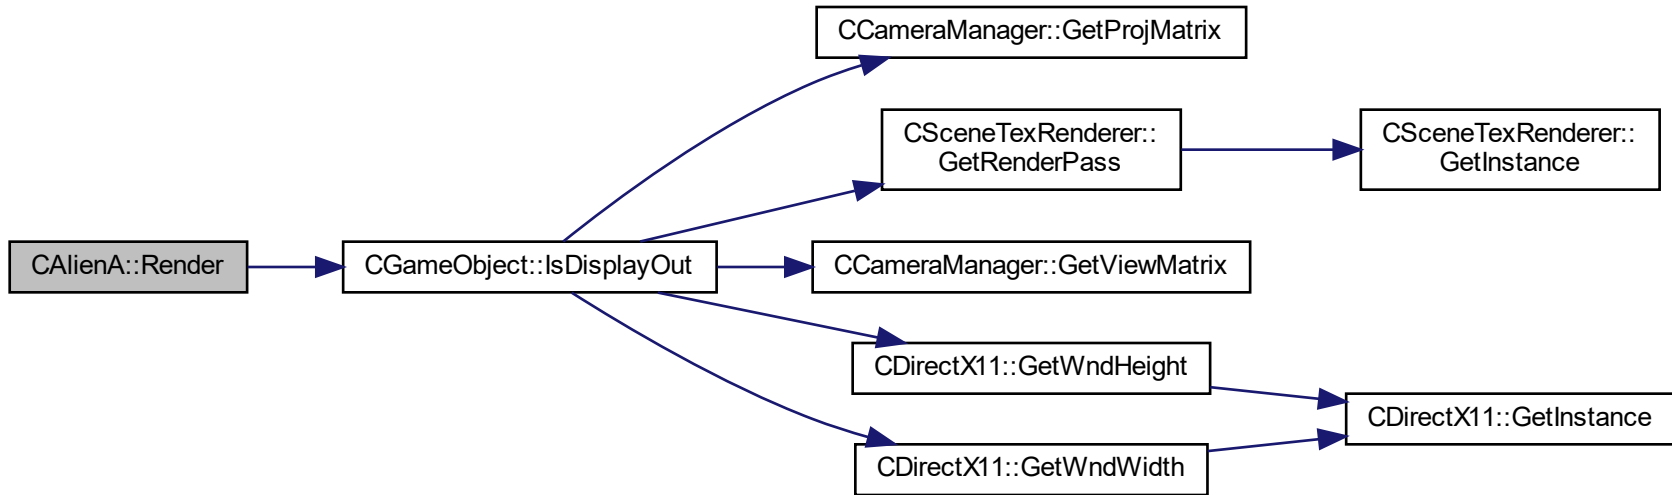 CCameraManager::GetProjMatrix
CSceneTexRenderer::
GetRenderPass
CSceneTexRenderer::
GetInstance
CAlienA::Render
CGameObject::IsDisplayOut
CCameraManager::GetViewMatrix
CDirectX11::GetWndHeight
CDirectX11::GetInstance
CDirectX11::GetWndWidth